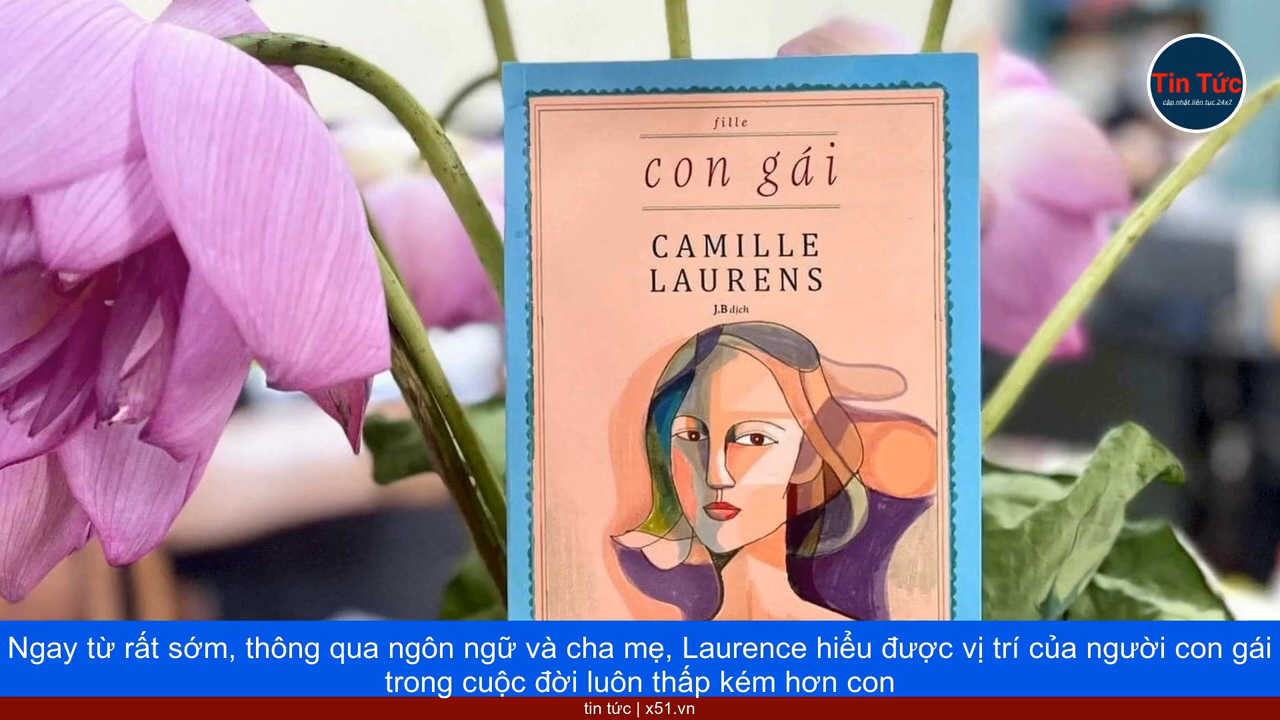 Tin Tức
cập nhật liên tục 24x7
fille
con gái
CAMILLE
LAURENS
J.B dịch
Ngay từ rất sớm, thông qua ngôn ngữ và cha mẹ, Laurence hiểu được vị trí của người con gái
trong cuộc đời luôn thấp kém hơn con
tin tức | x51.vn